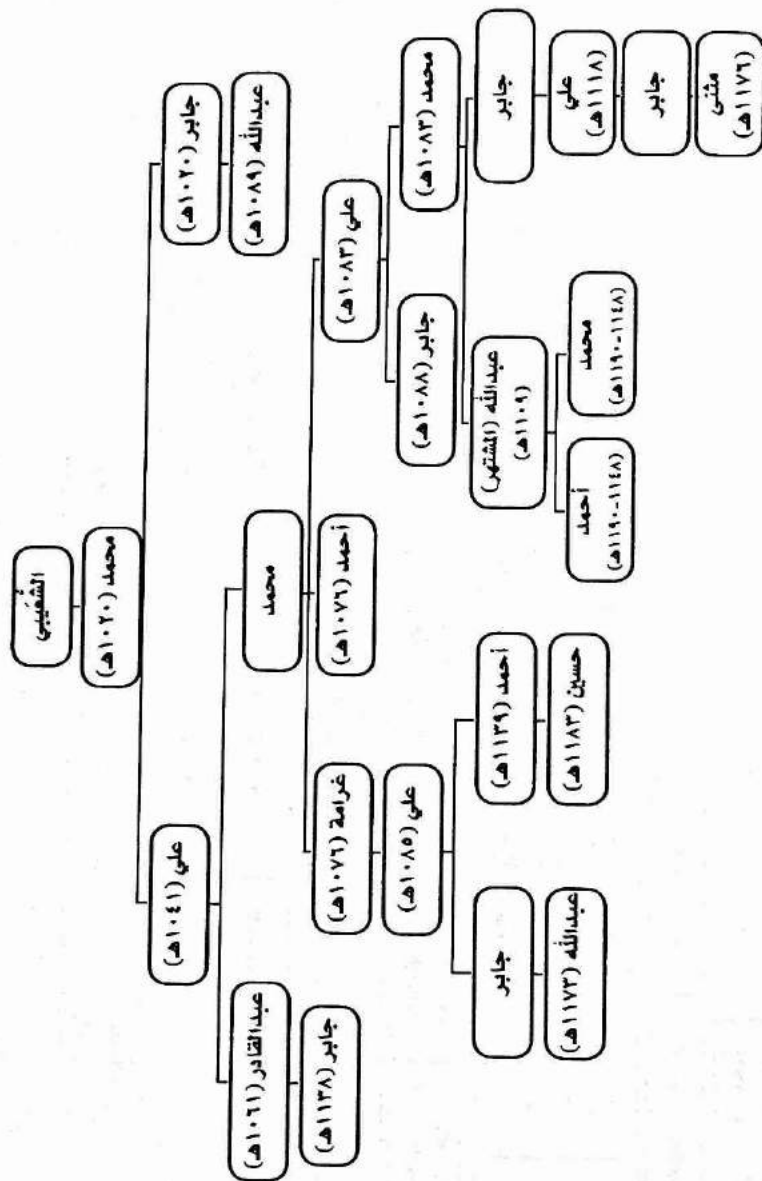 الشُعَيبي
محمد (١٠٢٠هـ)
جابر (١٠٢٠هـ)
علي (١٠٤١هـ)
عبدالله (١٠٨٩هـ)
محمد
عبدالقادر (١٠٦١هـ)
علي (١٠٨٣هـ)
أحمد (١٠٧٦هـ)
غرامة (١٠٧٦هـ)
جابر (١١٣٨هـ)
محمد (١٠٨٣هـ)
جابر (١٠٨٨هـ)
علي (١٠٨٥هـ)
جابر
عبدالله (الشتهر)
(١١٠٩هـ)
أحمد (١١٣٩هـ)
جابر
علي
(١١١٨هـ)
محمد
(١١٤٨-١١٩٠هـ)
أحمد
(١١٤٨-١١٩٠هـ)
حسين (١١٨٣هـ)
عبدالله (١١٧٣هـ)
جابر
مثنى
(١١٧٦هـ)